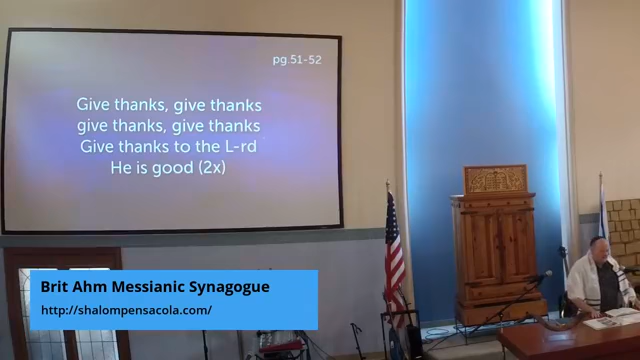 pg.51-52
Give thanks, give thanks
give thanks, give thanks
Give thanks to the L-rd
He is good (2x)
Brit Ahm Messianic Synagogue
http://shalompensacola.com/